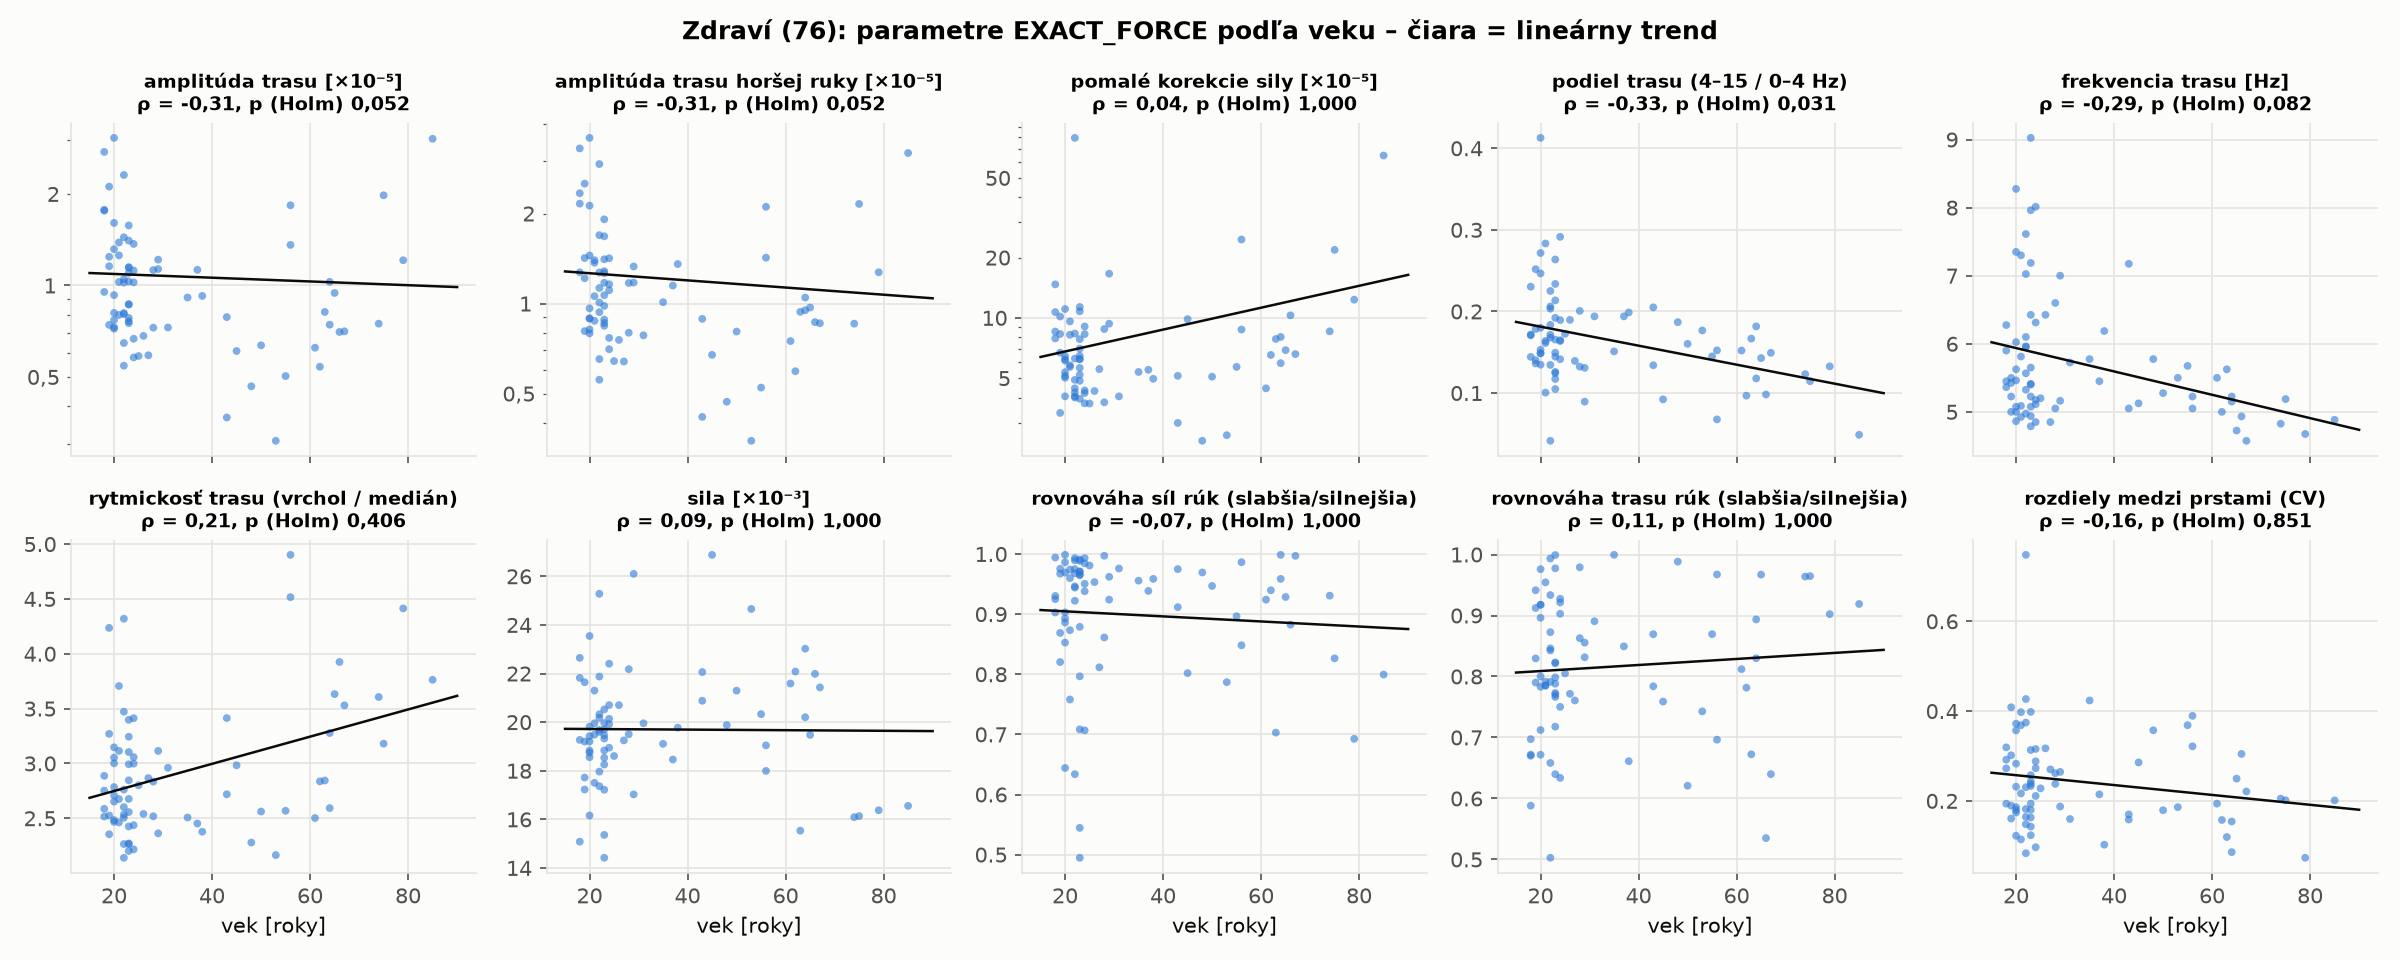 Zdraví (76): parametre EXACT_FORCE podľa veku – čiara = lineárny trend
amplitúda trasu [×10⁻⁵]
ρ = -0,31, p (Holm) 0,052
2
1
0,5
amplitúda trasu horšej ruky [×10⁻⁵]
ρ = -0,31, p (Holm) 0,052
2
1
0,5
pomalé korekcie sily [×10⁻⁵]
ρ = 0,04, p (Holm) 1,000
50
20
10
5
podiel trasu (4–15 / 0–4 Hz)
ρ = -0,33, p (Holm) 0,031
0.4
0.3
0.2
0.1
frekvencia trasu [Hz]
ρ = -0,29, p (Holm) 0,082
9
8
7
6
5
rytmickosť trasu (vrchol / medián)
ρ = 0,21, p (Holm) 0,406
5.0
4.5
4.0
3.5
3.0
2.5
20 40 60 80
vek [roky]
sila [×10⁻³]
ρ = 0,09, p (Holm) 1,000
26
24
22
20
18
16
14
20 40 60 80
vek [roky]
rovnováha síl rúk (slabšia/silnejšia)
ρ = -0,07, p (Holm) 1,000
1.0
0.9
0.8
0.7
0.6
0.5
20 40 60 80
vek [roky]
rovnováha trasu rúk (slabšia/silnejšia)
ρ = 0,11, p (Holm) 1,000
1.0
0.9
0.8
0.7
0.6
0.5
20 40 60 80
vek [roky]
rozdiely medzi prstami (CV)
ρ = -0,16, p (Holm) 0,851
0.6
0.4
0.2
20 40 60 80
vek [roky]